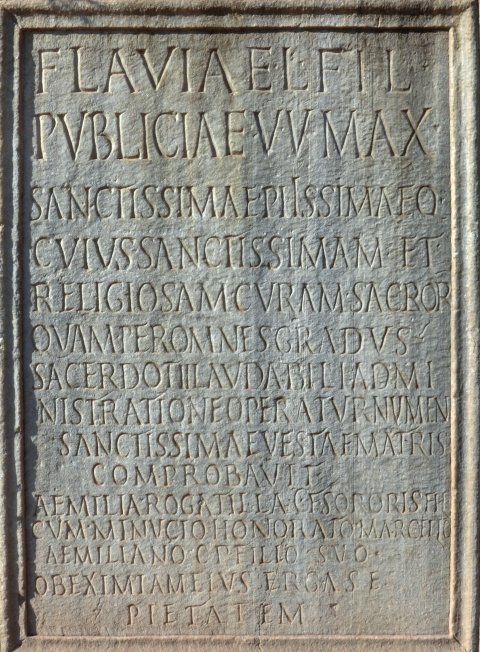 FLAVIAE·L·FIL
PVBLICIAE V V MAX
SANCTISSIMAE PIISSIMAEQ·
CVIVS SANCTISSIMAM·ET
RELIGIOSAM CVRAM·SACROR
QVAM PER OMNES GRADVS
SACERDOTII LAVDABILI ADMI
NISTRATIONE OPERATVR NVMEN
SANCTISSIMAE VESTAE MATRIS
COMPROBAVIT
AEMILIA·ROGATILLA·C·F·SORORIS FIL
CVM·MINVCIO HONORATO·MARCELLO
AEMILIANO C·P·FILIO·SVO·
OB EXIMIAM EIVS ERGA SE
PIETATEM